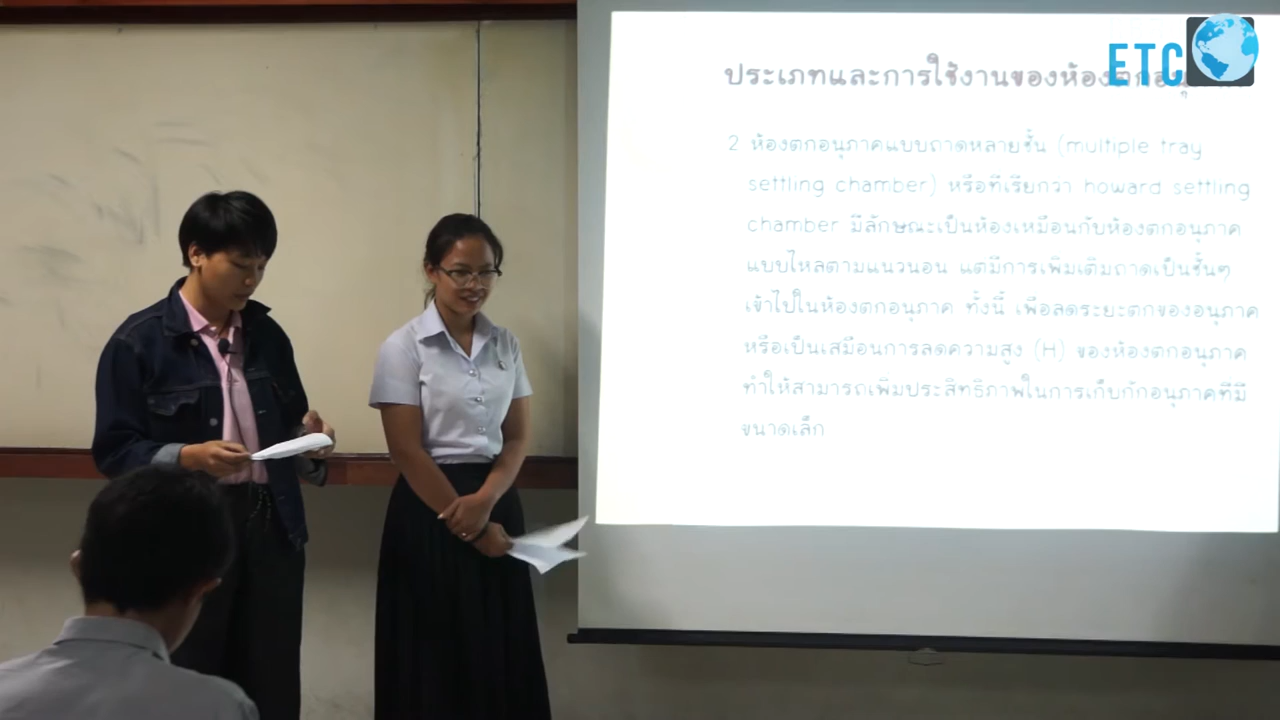 ETC
ประเภทและการใช้งานของห้องตกอนุ
2 ห้องตกอนุภาคแบบถาดหลายชั้น (multiple tray
settling chamber) หรือที่เรียกว่า howard settling
chamber มีลักษณะเป็นห้องเหมือนกับห้องตกอนุภาค
แบบไหลตามแนวนอน แต่มีการเพิ่มเติมถาดเป็นชั้นๆ
เข้าไปในห้องตกอนุภาค ทั้งนี้ เพื่อลดระยะตกของอนุภาค
หรือเป็นเสมือนการลดความสูง (H) ของห้องตกอนุภาค
ทำให้สามารถเพิ่มประสิทธิภาพในการเก็บกักอนุภาคที่มี
ขนาดเล็ก